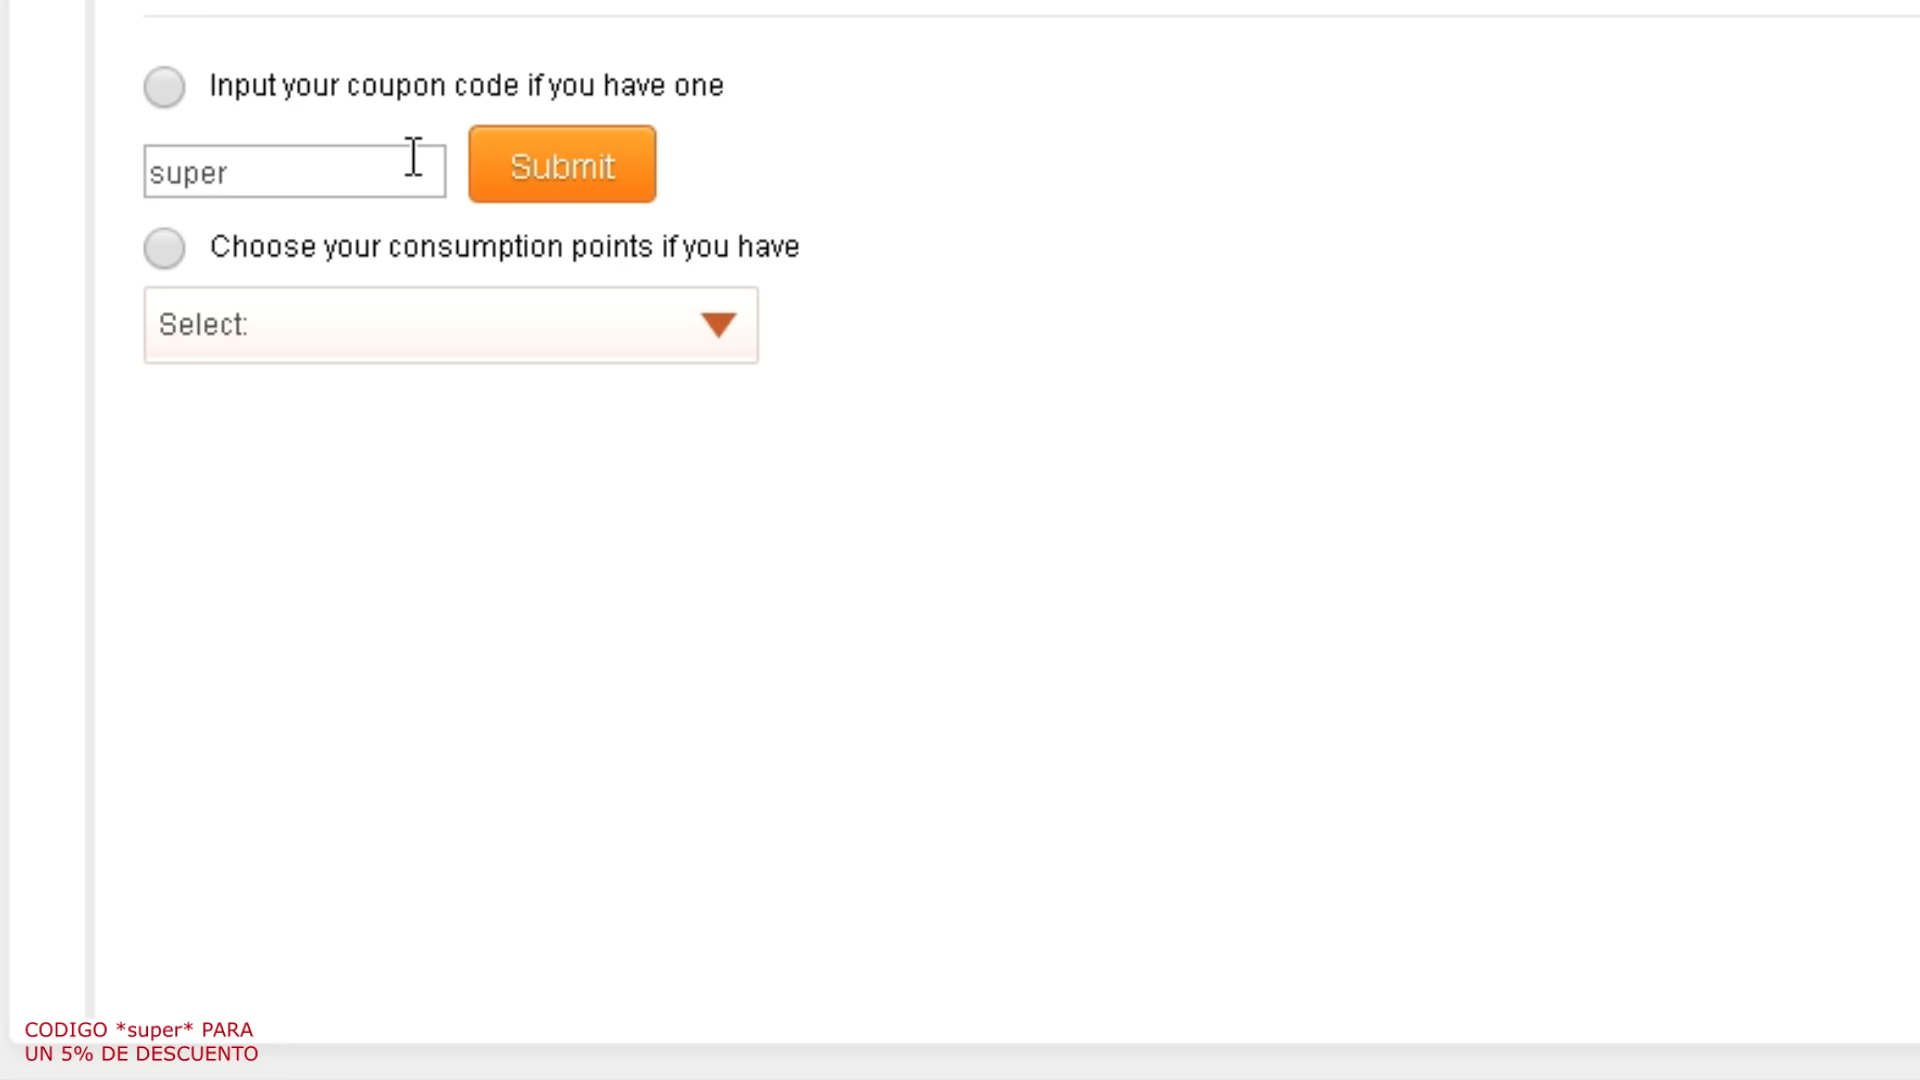 Input your coupon code if you have one
super
Submit
Choose your consumption points if you have
Select:
CODIGO *super* PARA
UN 5% DE DESCUENTO